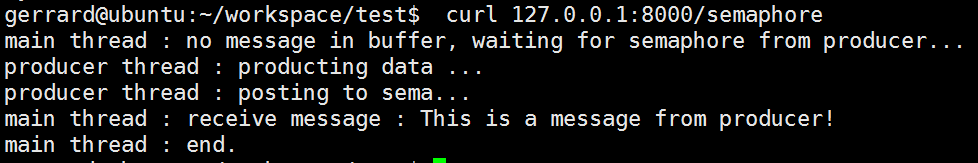 gerrard@ubuntu:~/workspace/test$  curl 127.0.0.1:8000/semaphore
main thread : no message in buffer, waiting for semaphore from producer...
producer thread : producting data ...
producer thread : posting to sema...
main thread : receive message : This is a message from producer!
main thread : end.